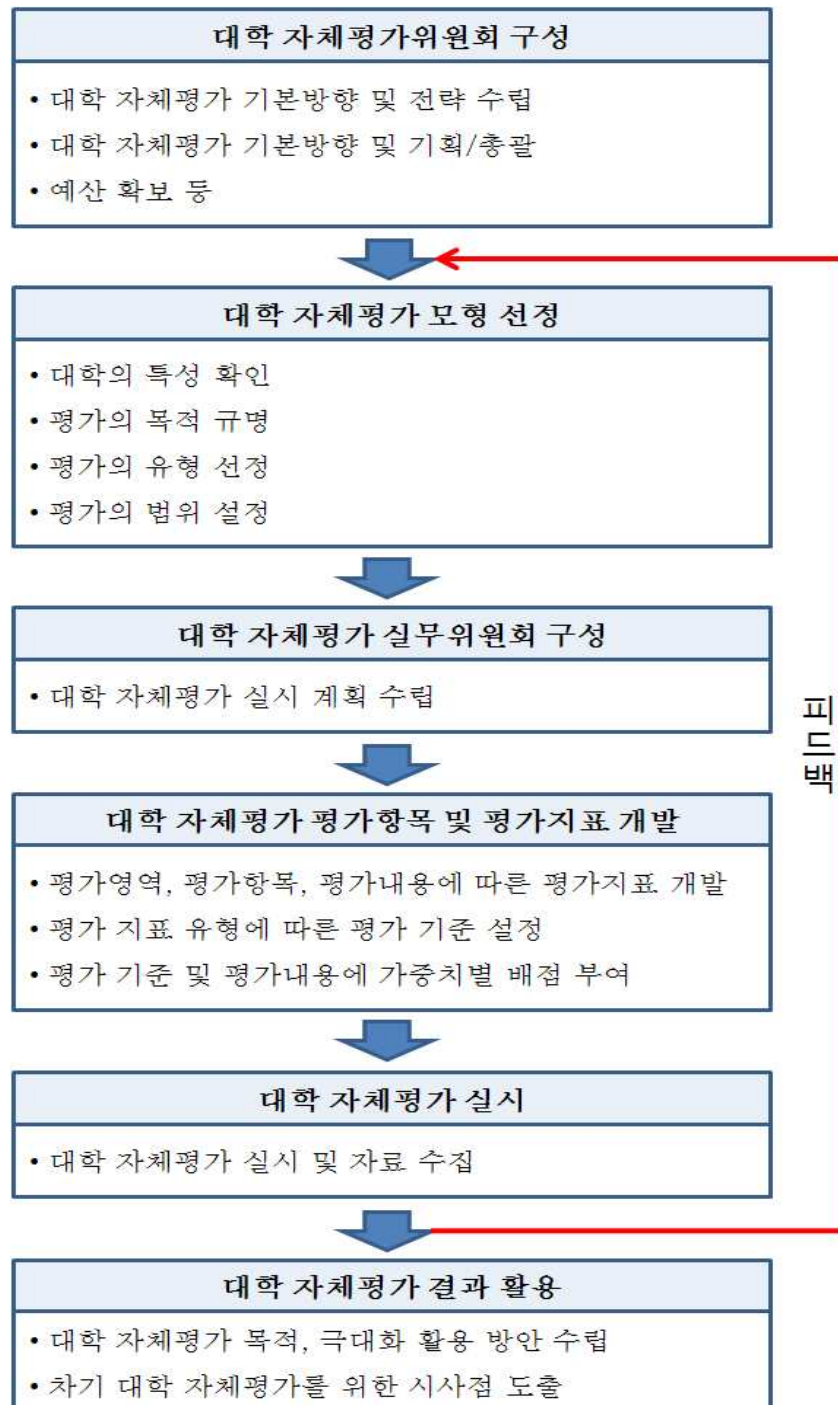 대학 자체평가위원회 구성
• 대학 자체평가 기본방향 및 전략 수립
• 대학 자체평가 기본방향 및 기획/총괄
• 예산 확보 등
대학 자체평가 모형 선정
• 대학의 특성 확인
• 평가의 목적 규명
• 평가의 유형 선정
• 평가의 범위 설정
대학 자체평가 실무위원회 구성
• 대학 자체평가 실시 계획 수립
대학 자체평가 평가항목 및 평가지표 개발
• 평가영역, 평가항목, 평가내용에 따른 평가지표 개발
• 평가 지표 유형에 따른 평가 기준 설정
• 평가 기준 및 평가내용에 가중치별 배점 부여
대학 자체평가 실시
• 대학 자체평가 실시 및 자료 수집
대학 자체평가 결과 활용
• 대학 자체평가 목적, 극대화 활용 방안 수립
• 차기 대학 자체평가를 위한 시사점 도출
피드백